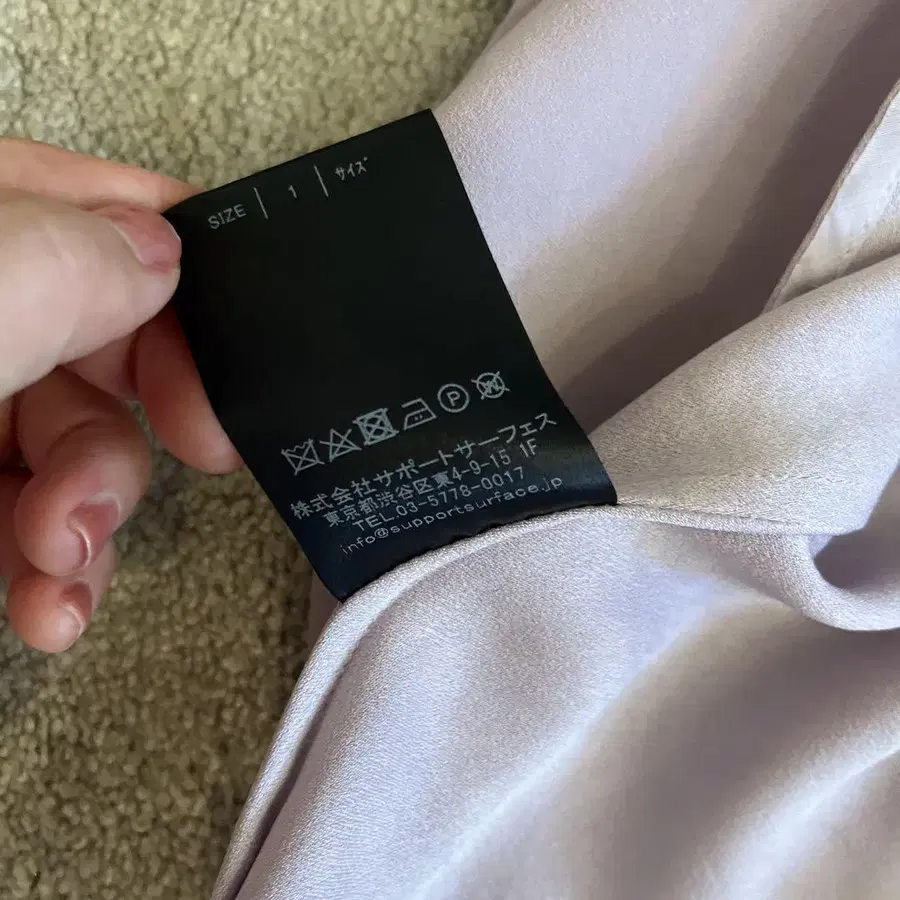 SIZE | 1 | サイズ
P W
株式会社サポートサーフェス
東京都渋谷区東4-9-15 1F
TEL.03-5778-0017
info@supportsurface.jp